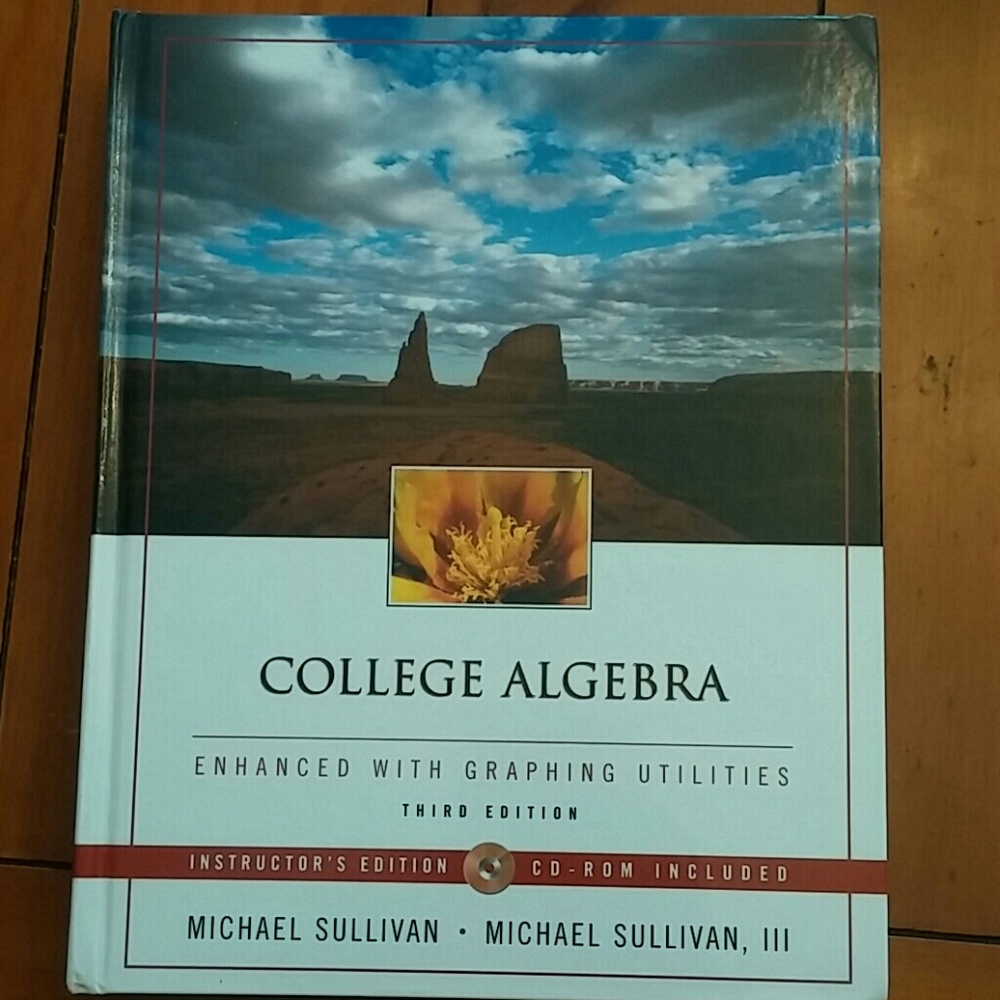 COLLEGE ALGEBRA
ENHANCED WITH GRAPHING UTILITIES
THIRD EDITION
INSTRUCTOR'S EDITION CD-ROM INCLUDED
MICHAEL SULLIVAN • MICHAEL SULLIVAN, III